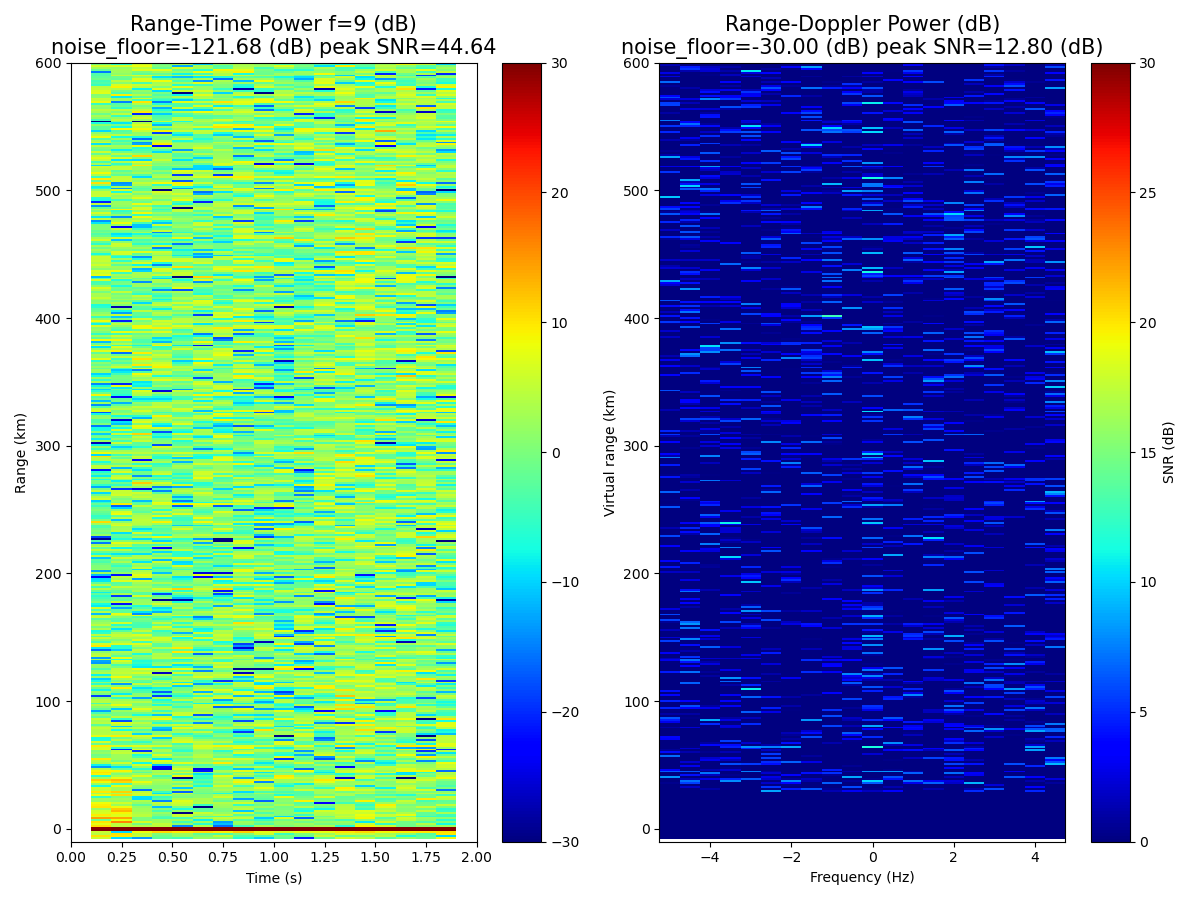 Range-Time Power f=9 (dB)
noise_floor=-121.68 (dB) peak SNR=44.64
600
500
400
300
200
100
0
Range (km)
0.00 0.25 0.50 0.75 1.00 1.25 1.50 1.75 2.00
Time (s)
30
20
10
0
−10
−20
−30
Range-Doppler Power (dB)
noise_floor=-30.00 (dB) peak SNR=12.80 (dB)
600
500
400
300
200
100
0
Virtual range (km)
−4 −2 0 2 4
Frequency (Hz)
30
25
20
15
10
5
0
SNR (dB)